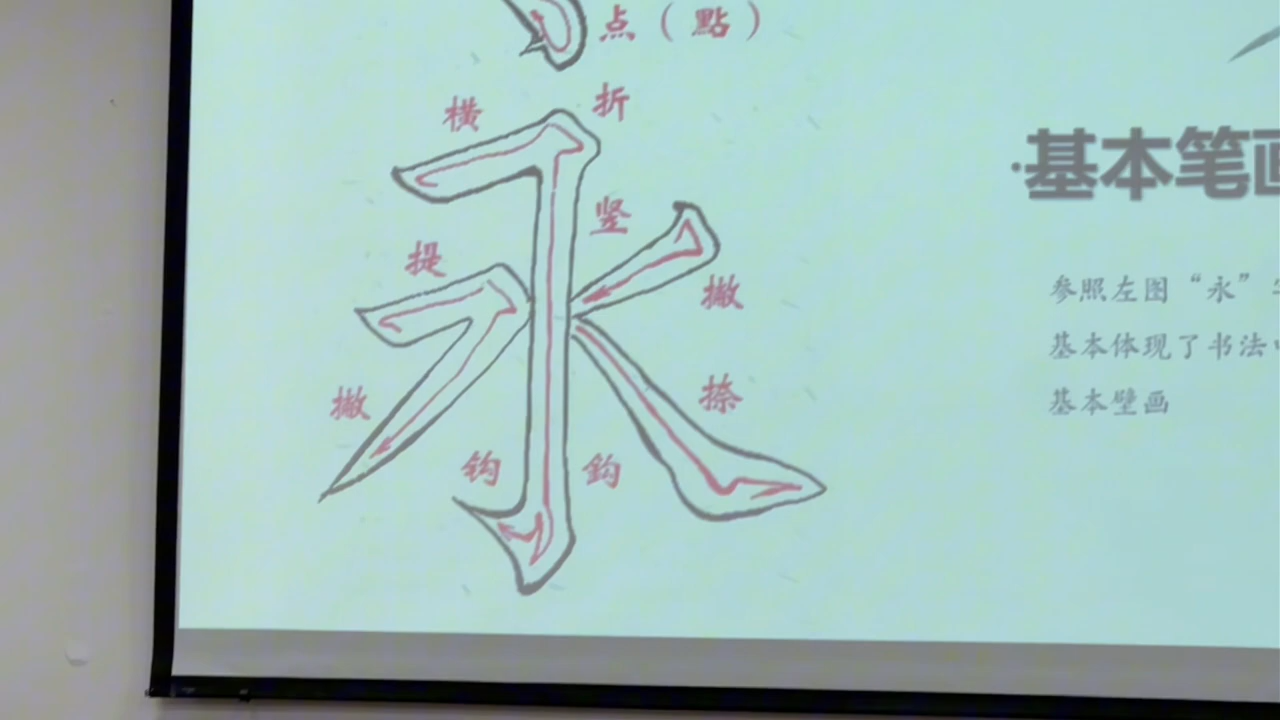 点（點）
横
折
竖
提
撇
撇
捺
钩
鈎
·基本笔画
参照左图“永”
基本体现了书法
基本壁画